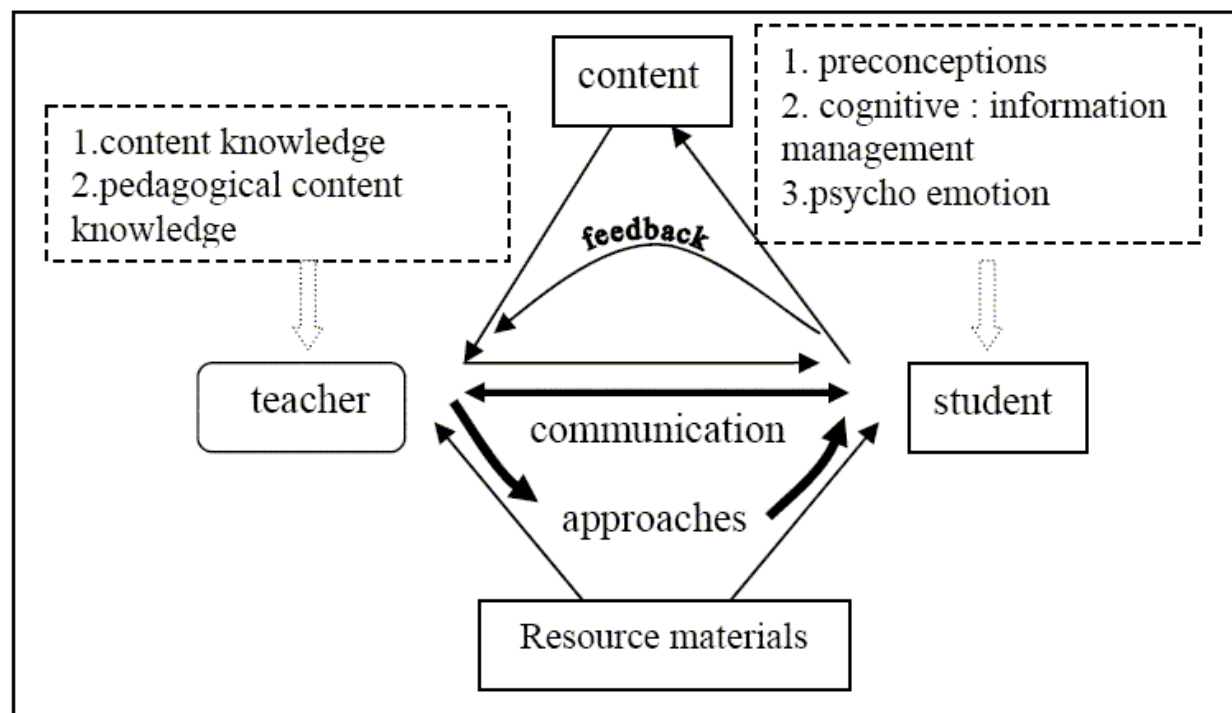 content
1. preconceptions
2. cognitive : information
management
3.psycho emotion
1.content knowledge
2.pedagogical content
knowledge
feedback
teacher
student
communication
approaches
Resource materials